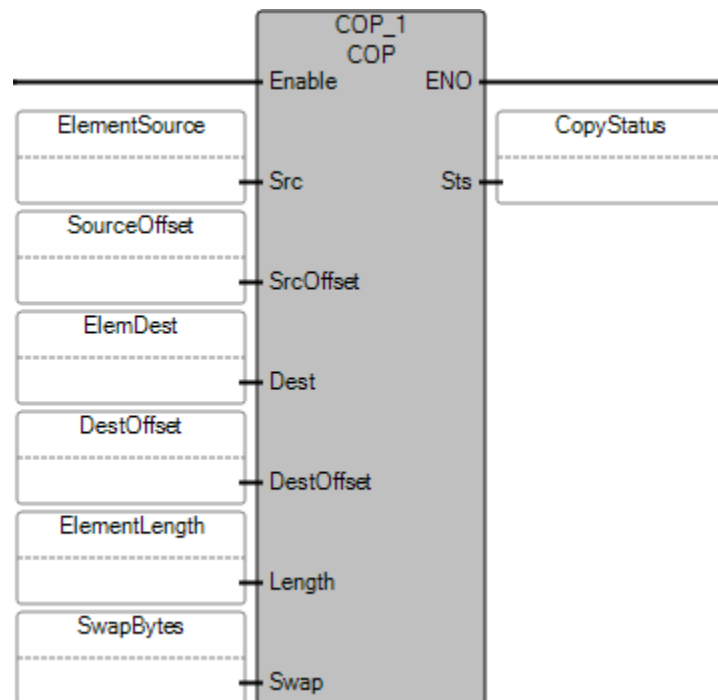 COP_1
COP
Enable ENO
ElementSource CopyStatus
Src Sts
SourceOffset
SrcOffset
ElemDest
Dest
DestOffset
DestOffset
ElementLength
Length
SwapBytes
Swap